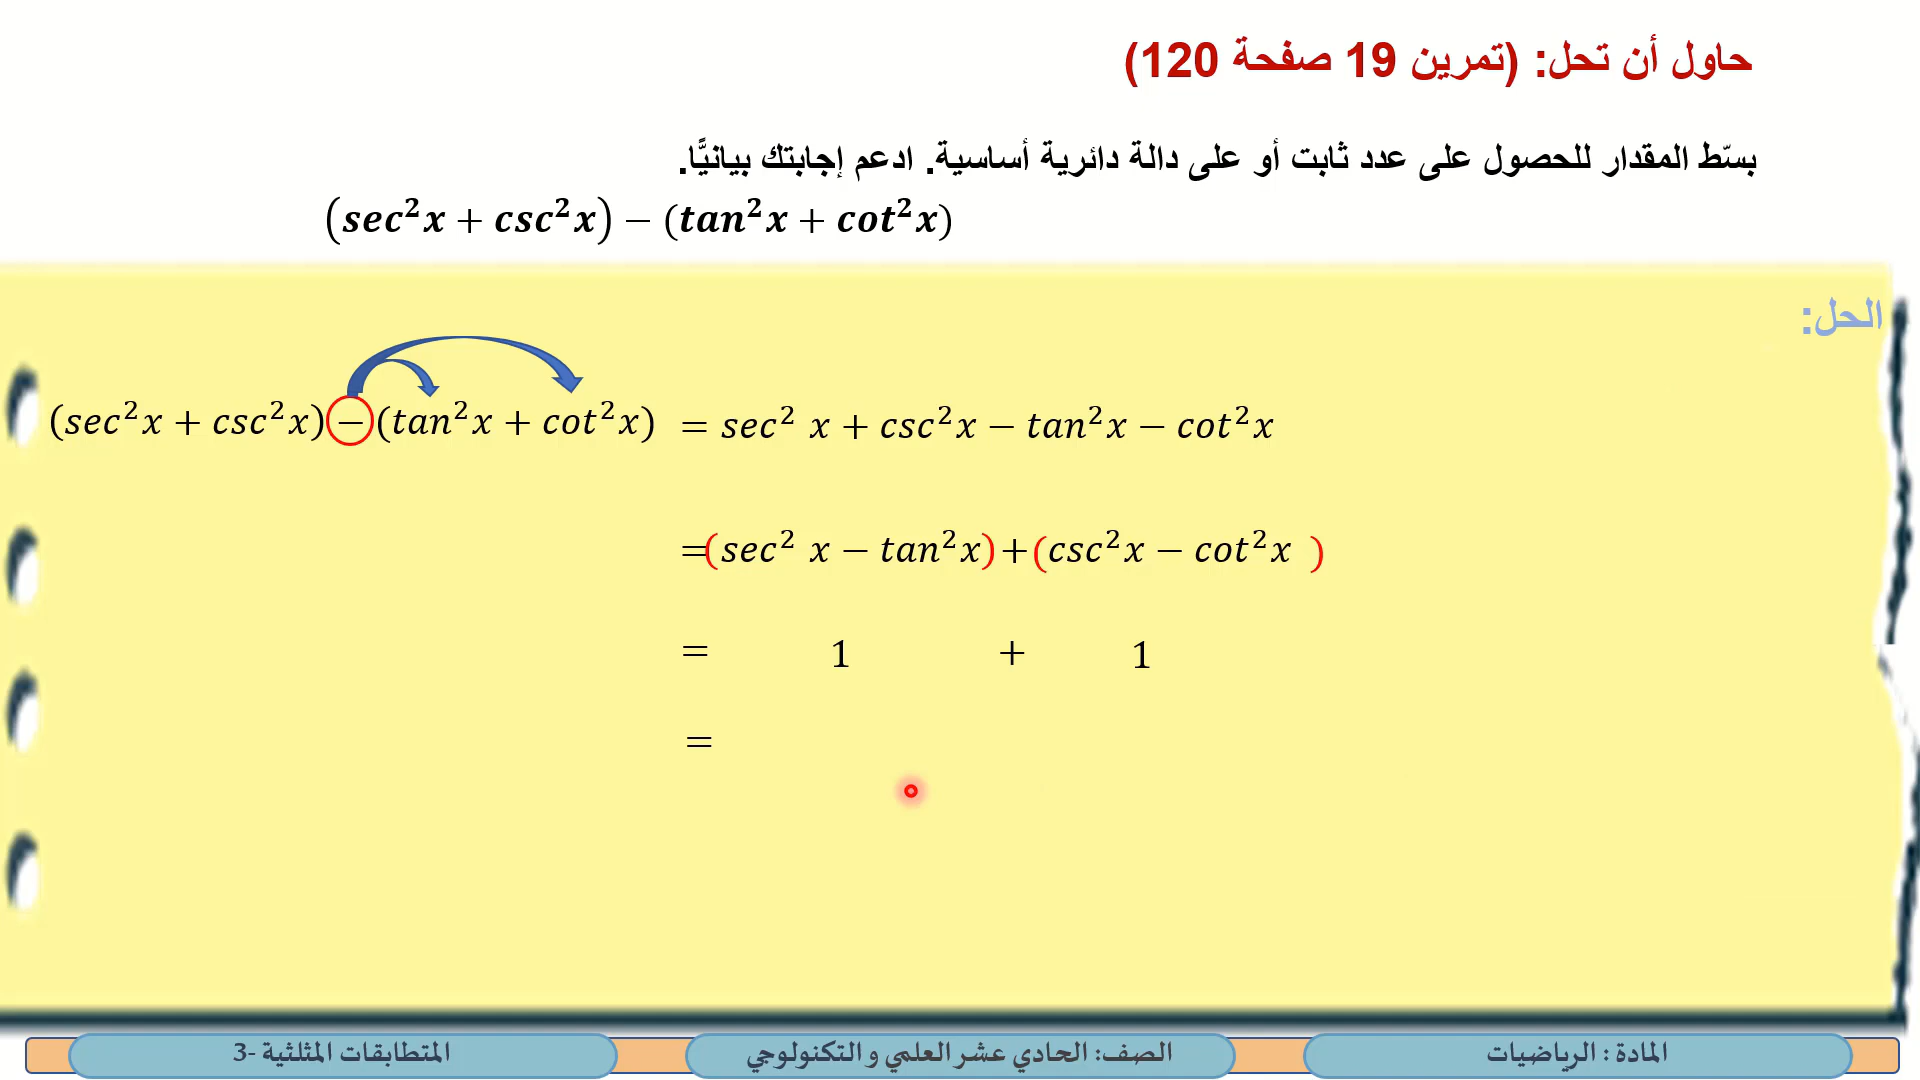 حاول أن تحل: (تمرين 19 صفحة 120)
بسّط المقدار للحصول على عدد ثابت أو على دالة دائرية أساسية. ادعم إجابتك بيانيًّا.
(sec²x + csc²x) − (tan²x + cot²x)
الحل:
(sec²x + csc²x) − (tan²x + cot²x) = sec² x + csc²x − tan²x − cot²x
=(sec² x − tan²x)+(csc²x − cot²x )
= 1 + 1
=
المادة : الرياضيات
الصف: الحادي عشر العلمي و التكنولوجي
المتطابقات المثلثية -3